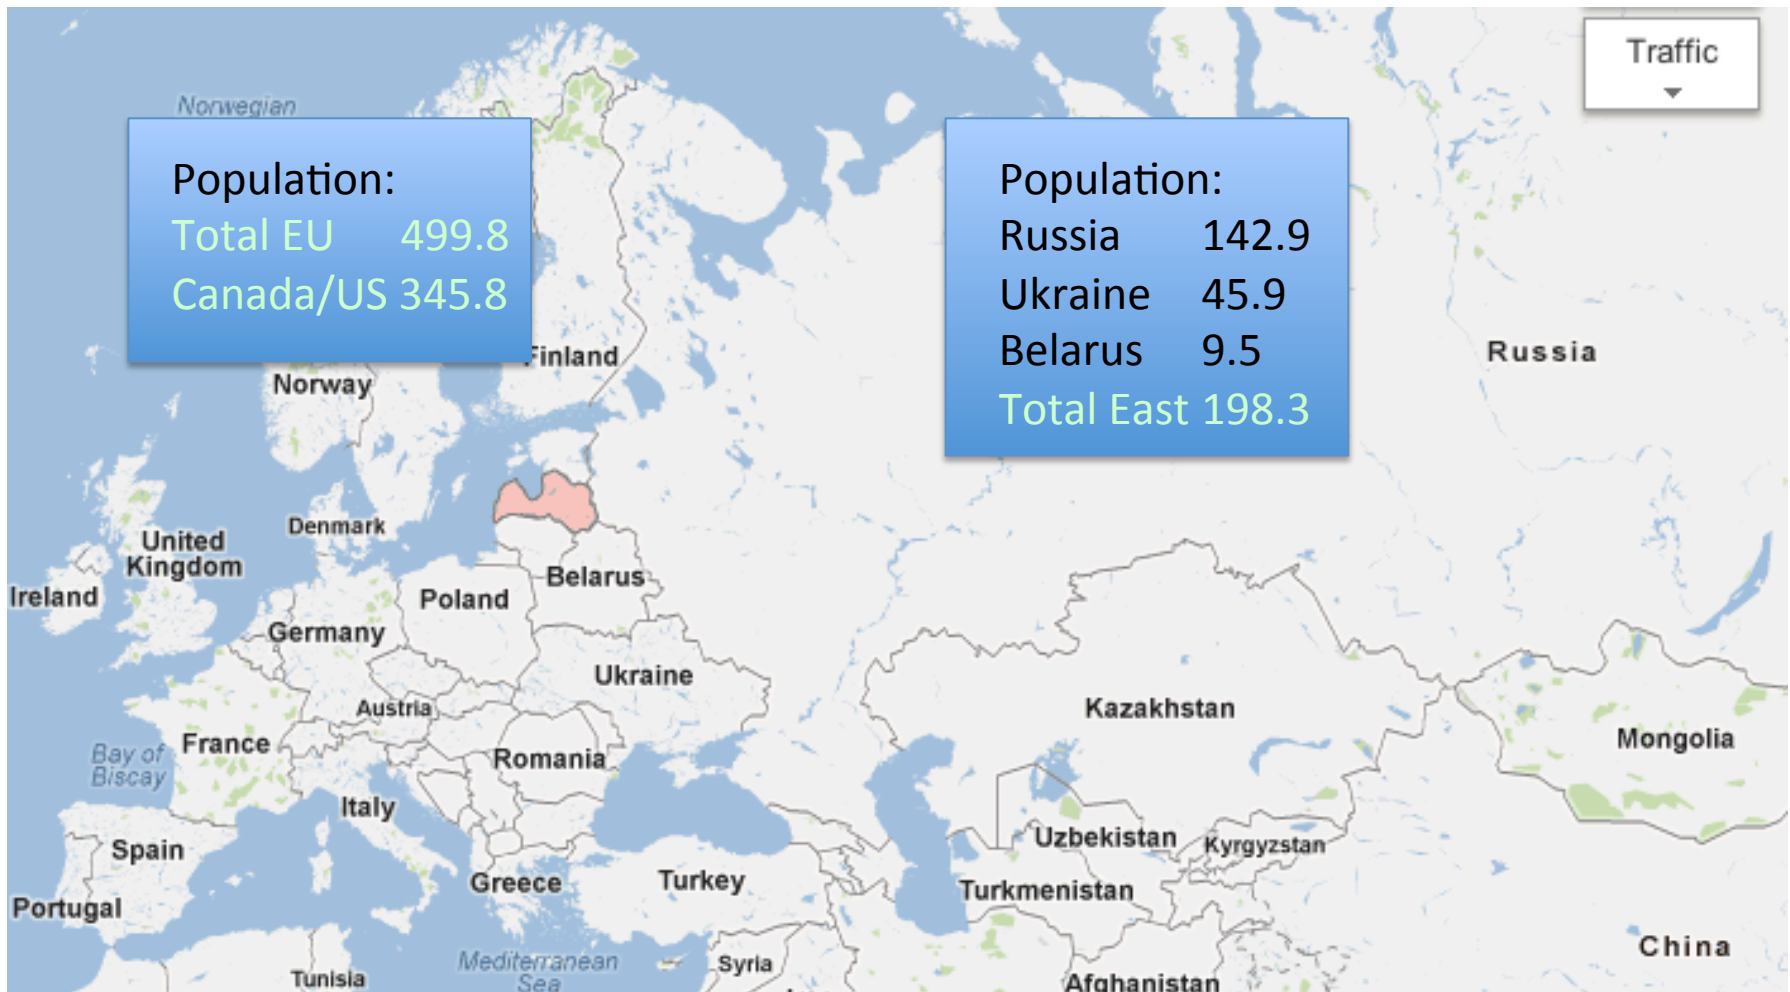 Traffic
Norwegian
Population:
Total EU 499.8
Canada/US 345.8
Population:
Russia 142.9
Ukraine 45.9
Belarus 9.5
Total East 198.3
Finland
Norway
Russia
Denmark
United
Kingdom
Ireland
Belarus
Poland
Germany
Ukraine
Austria
Kazakhstan
France
Bay of
Biscay
Romania
Mongolia
Italy
Spain
Uzbekistan
Kyrgyzstan
Greece
Turkey
Turkmenistan
Portugal
China
Mediterranean
Sea
Syria
Tunisia
Afghanistan